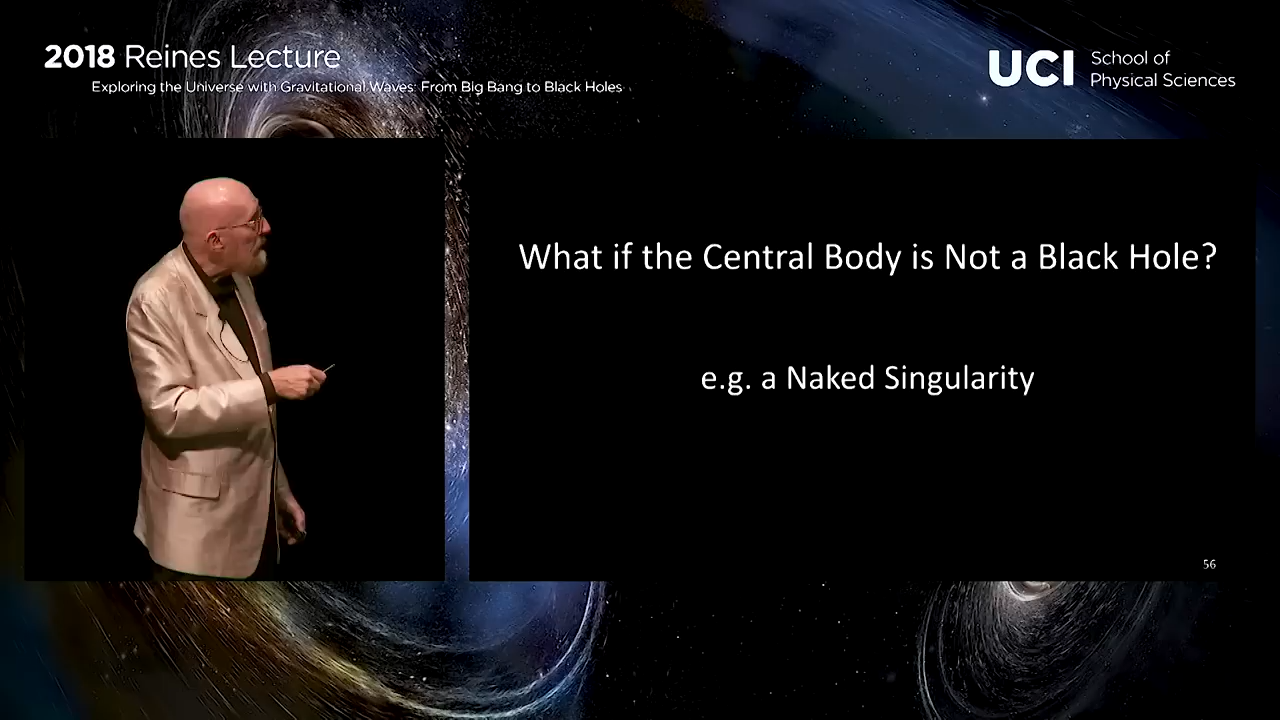 2018 Reines Lecture
Exploring the Universe with Gravitational Waves: From Big Bang to Black Holes
UCI School of
Physical Sciences
What if the Central Body is Not a Black Hole?
e.g. a Naked Singularity
56